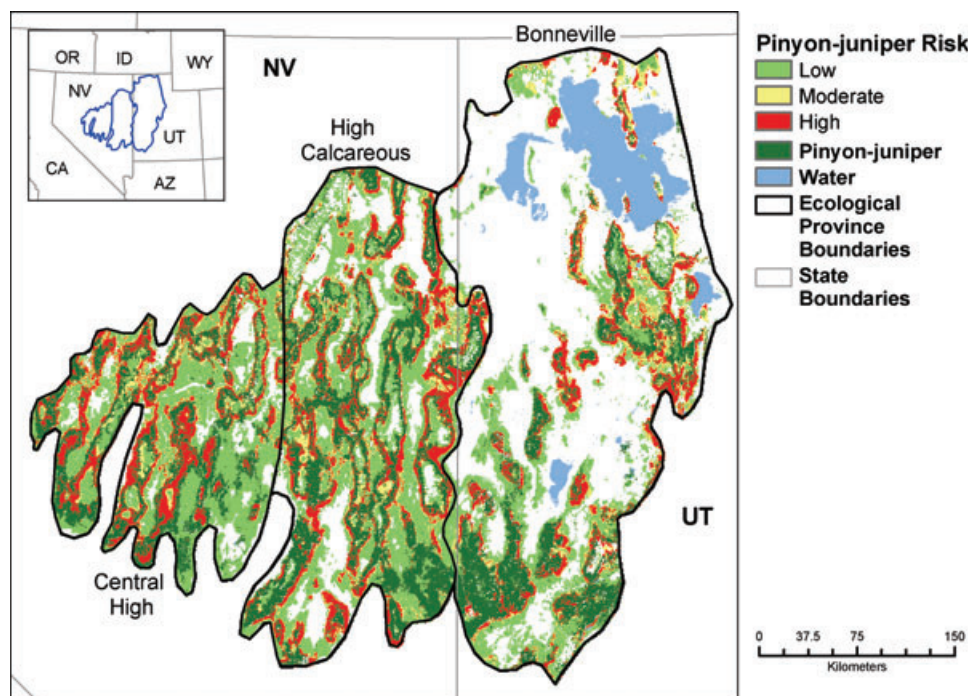 OR
ID
WY
NV
UT
CA
AZ
NV
Bonneville
High
Calcareous
Central
High
UT
Pinyon-juniper Risk
Low
Moderate
High
Pinyon-juniper
Water
Ecological
Province
Boundaries
State
Boundaries
0 37.5 75 150
Kilometers